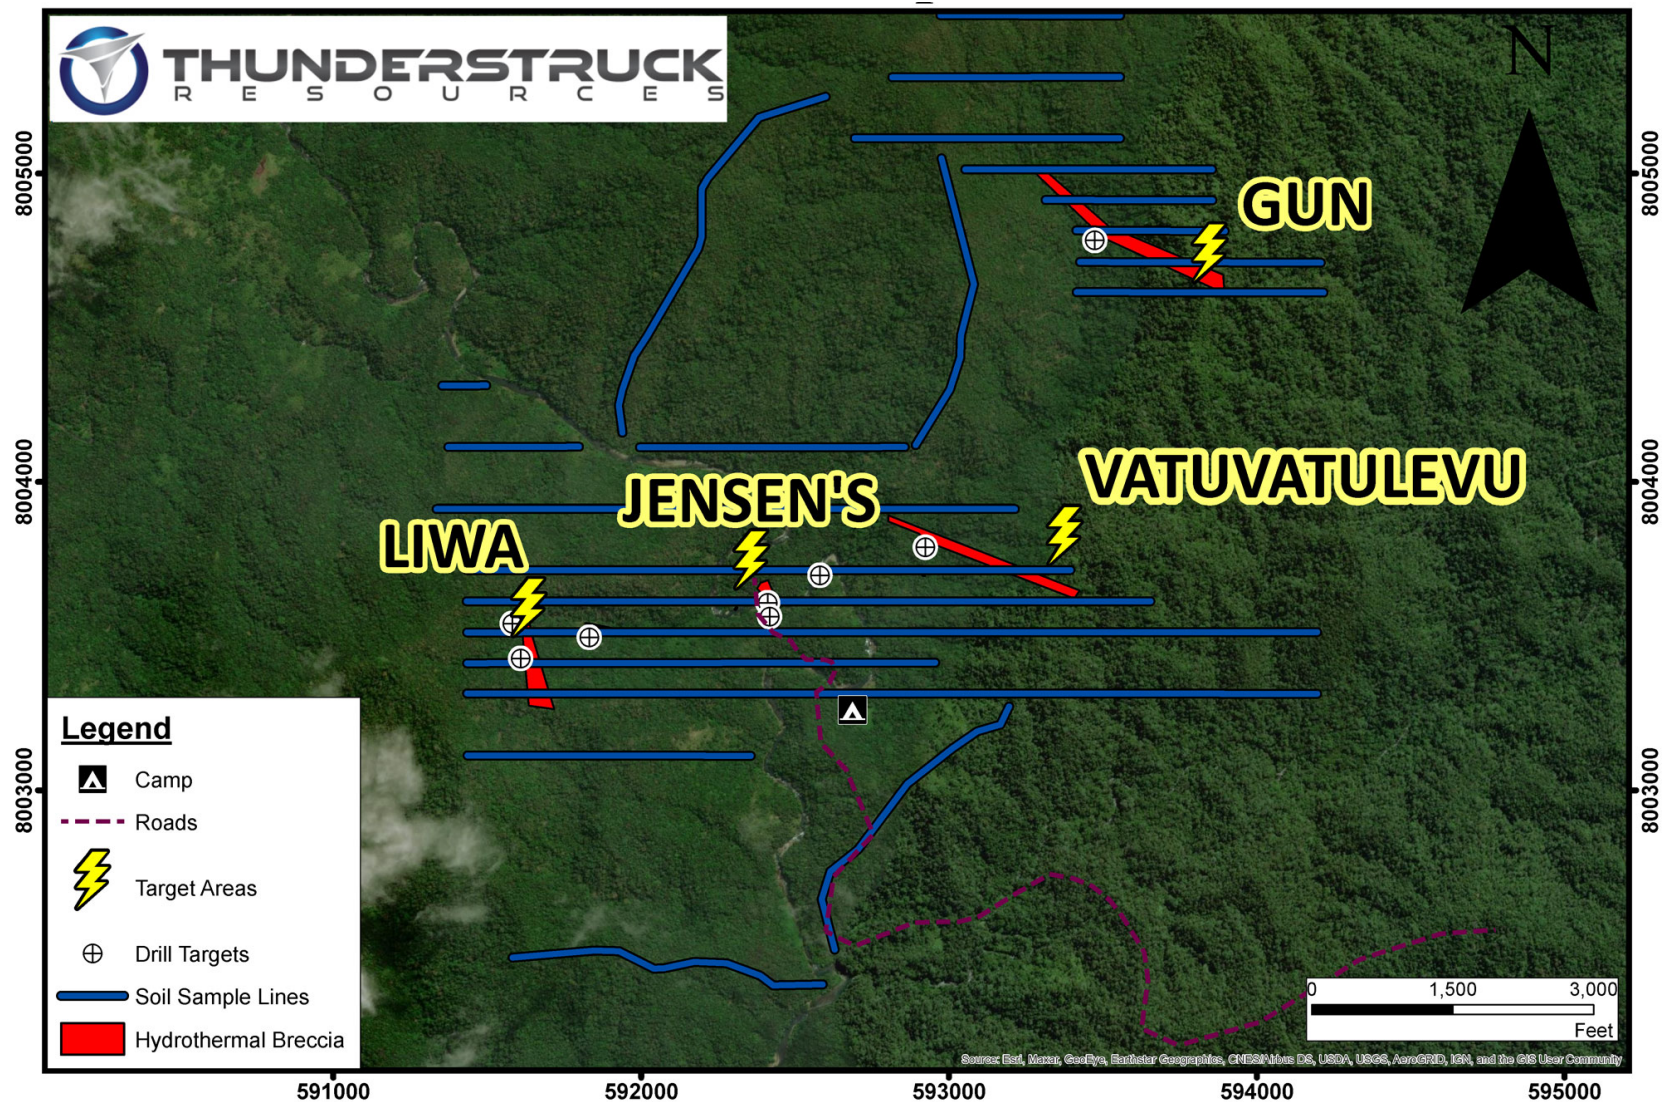 THUNDERSTRUCK
RESOURCES
N
8005000
8005000
GUN
8004000
8004000
VATUVATULEVU
JENSEN'S
LIWA
Legend
Camp
Roads
Target Areas
Drill Targets
Soil Sample Lines
Hydrothermal Breccia
8003000
8003000
0 1,500 3,000
Feet
Source: Esri, Maxar, GeoEye, Earthstar Geographics, CNES/Airbus DS, USDA, USGS, AeroGRID, IGN, and the GIS User Community
591000 592000 593000 594000 595000